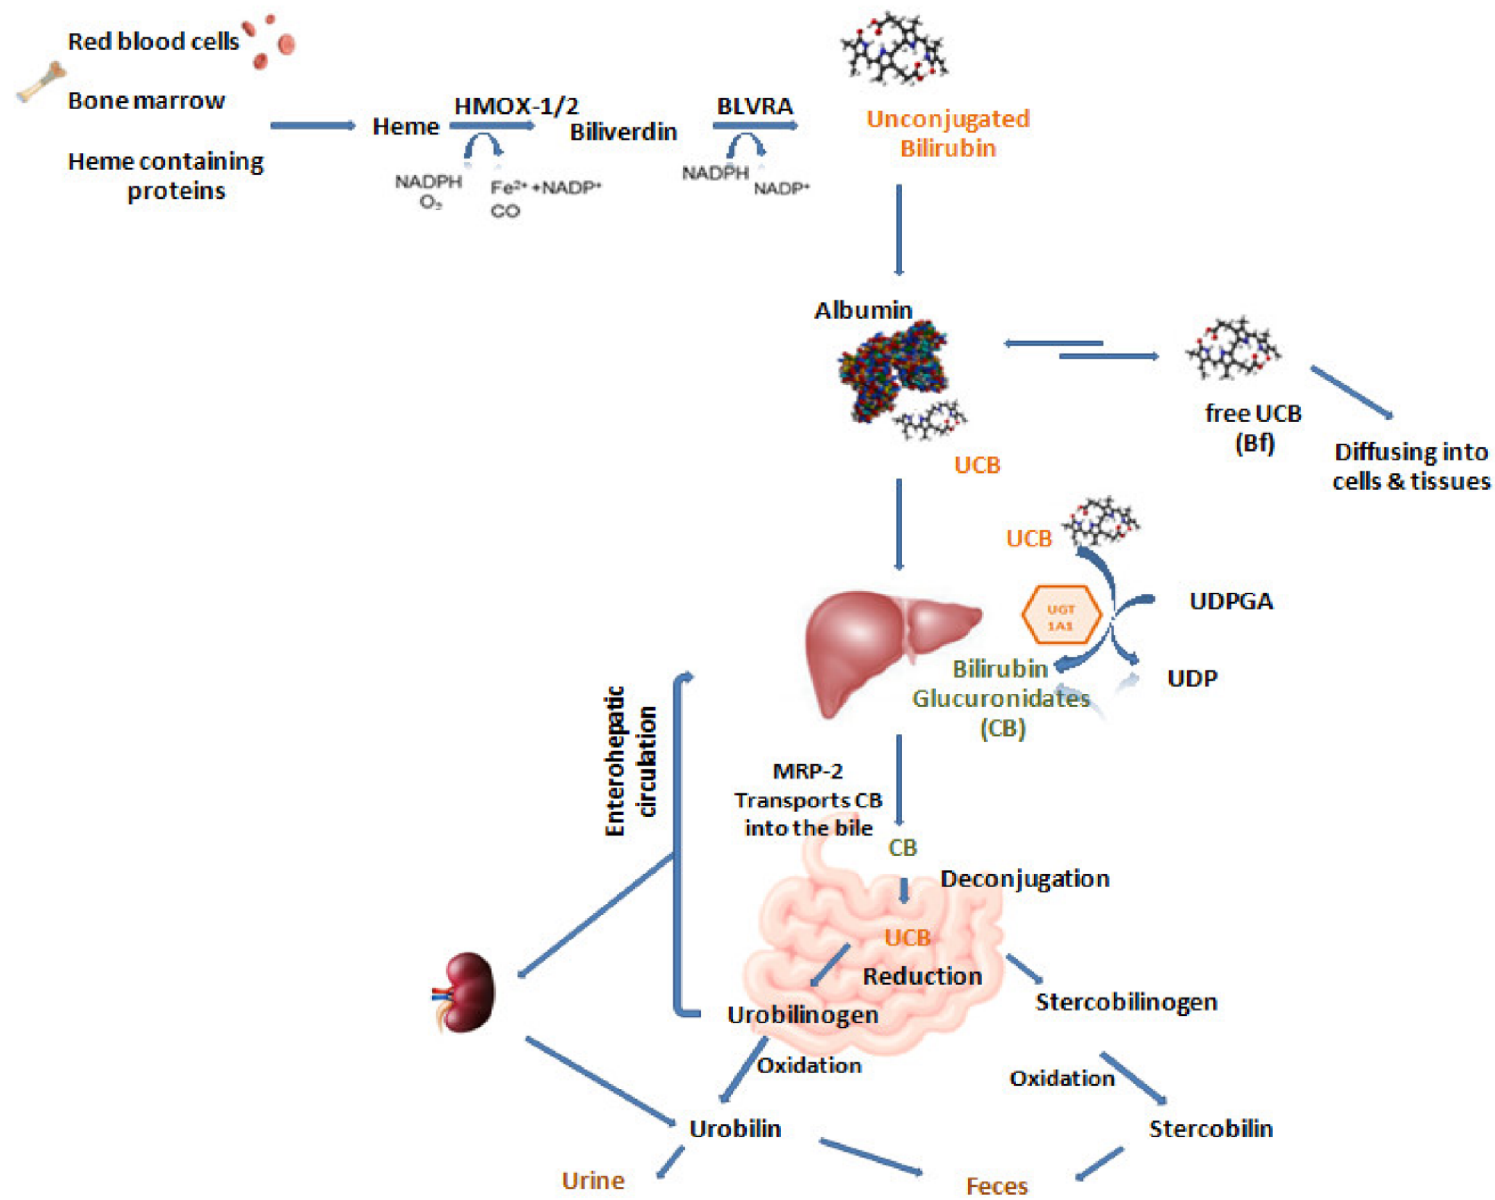 Red blood cells
Bone marrow
Heme containing
proteins
Heme
HMOX-1/2
Biliverdin
BLVRA
NADPH
O₂
Fe²⁺ +NADP⁺
CO
NADPH
NADP⁺
Unconjugated
Bilirubin
Albumin
UCB
free UCB
(Bf)
Diffusing into
cells & tissues
UCB
UGT
1A1
UDPGA
UDP
Bilirubin
Glucuronidates
(CB)
Enterohepatic
circulation
MRP-2
Transports CB
into the bile
CB
Deconjugation
UCB
Reduction
Urobilinogen
Stercobilinogen
Oxidation
Oxidation
Urobilin
Stercobilin
Urine
Feces